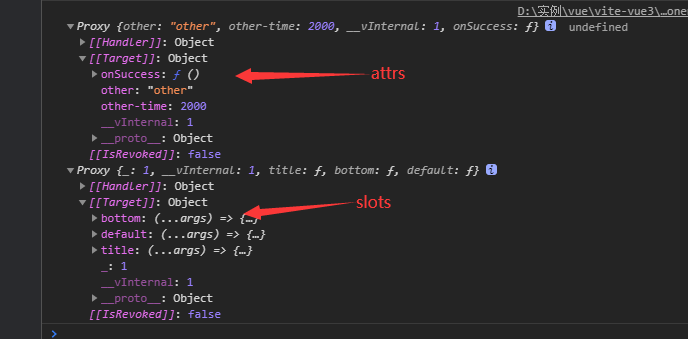 D:\实例\vue\vite-vue3\…onen
Proxy {other: "other", other-time: 2000, __vInternal: 1, onSuccess: ƒ} i undefined
[[Handler]]: Object
[[Target]]: Object
onSuccess: ƒ ()
attrs
other: "other"
other-time: 2000
__vInternal: 1
__proto__: Object
[[IsRevoked]]: false
Proxy {_: 1, __vInternal: 1, title: ƒ, bottom: ƒ, default: ƒ} i
[[Handler]]: Object
[[Target]]: Object
bottom: (...args) => {…}
slots
default: (...args) => {…}
title: (...args) => {…}
_: 1
__vInternal: 1
__proto__: Object
[[IsRevoked]]: false